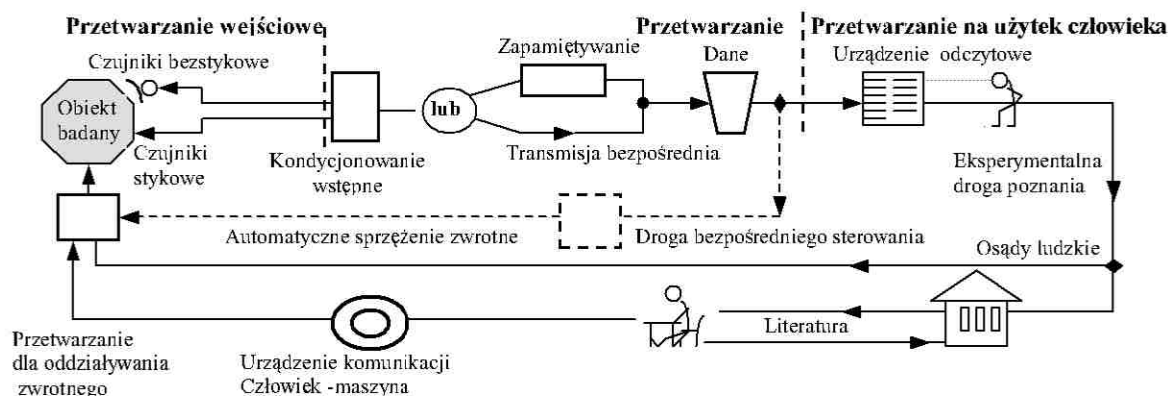 Przetwarzanie wejściowe
Zapamiętywanie
Przetwarzanie
Przetwarzanie na użytek człowieka
Czujniki bezstykowe
Dane
Urządzenie odczytowe
Obiekt
badany
lub
Czujniki
stykowe
Kondycjonowanie
wstępne
Transmisja bezpośrednia
Eksperymentalna
droga poznania
Automatyczne sprzężenie zwrotne
Droga bezpośredniego sterowania
Osądy ludzkie
Literatura
Przetwarzanie
dla oddziaływania
zwrotnego
Urządzenie komunikacji
Człowiek -maszyna